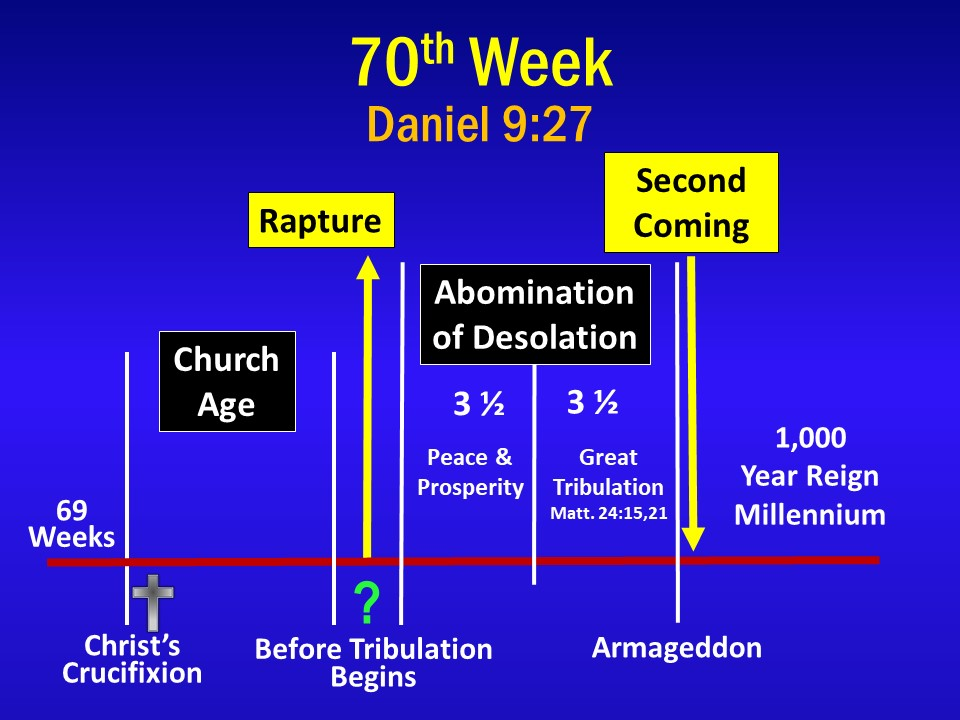 70th Week
Daniel 9:27
Second
Coming
Rapture
Abomination
of Desolation
Church
Age
3 ½
3 ½
Peace &
Prosperity
Great
Tribulation
Matt. 24:15,21
1,000
Year Reign
Millennium
69
Weeks
?
Christ's
Crucifixion
Before Tribulation
Begins
Armageddon